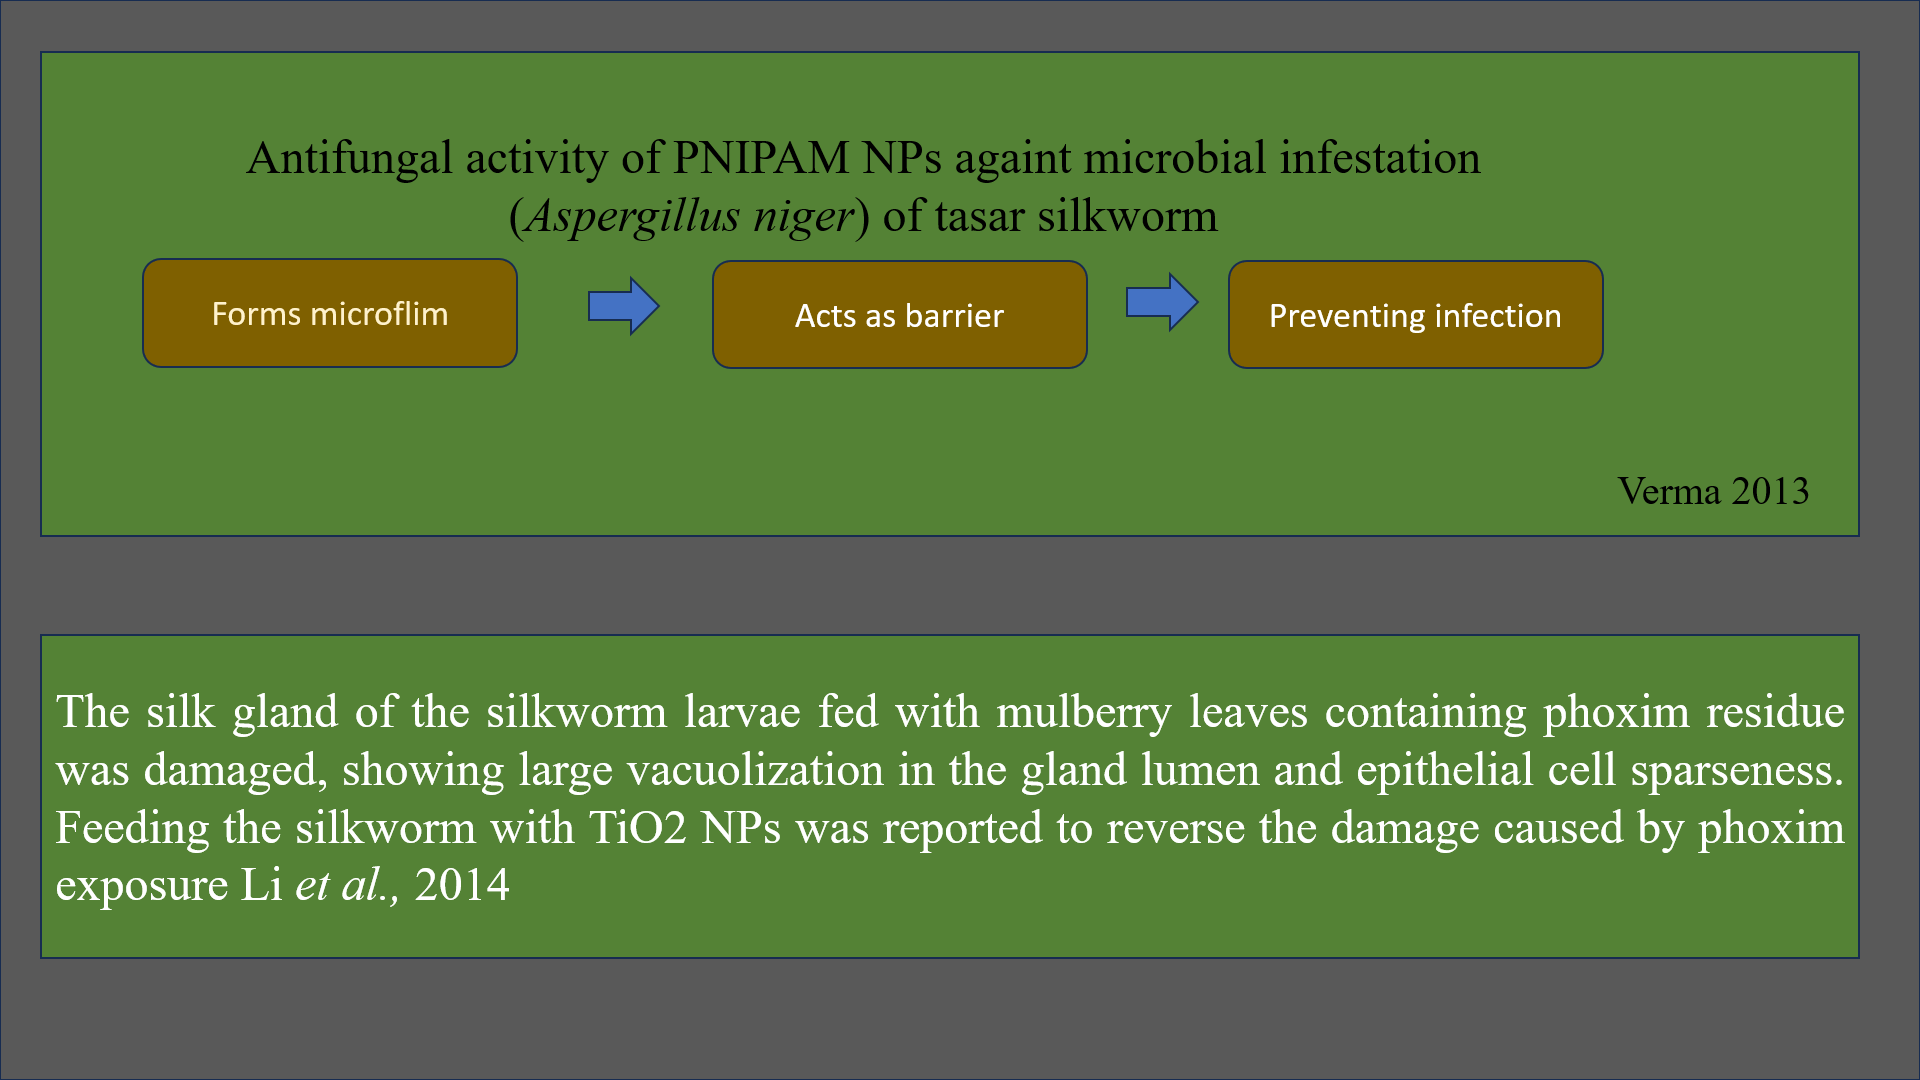 Antifungal activity of PNIPAM NPs againt microbial infestation
(Aspergillus niger) of tasar silkworm
Forms microflim
Acts as barrier
Preventing infection
Verma 2013
The silk gland of the silkworm larvae fed with mulberry leaves containing phoxim residue
was damaged, showing large vacuolization in the gland lumen and epithelial cell sparseness.
Feeding the silkworm with TiO2 NPs was reported to reverse the damage caused by phoxim
exposure Li et al., 2014